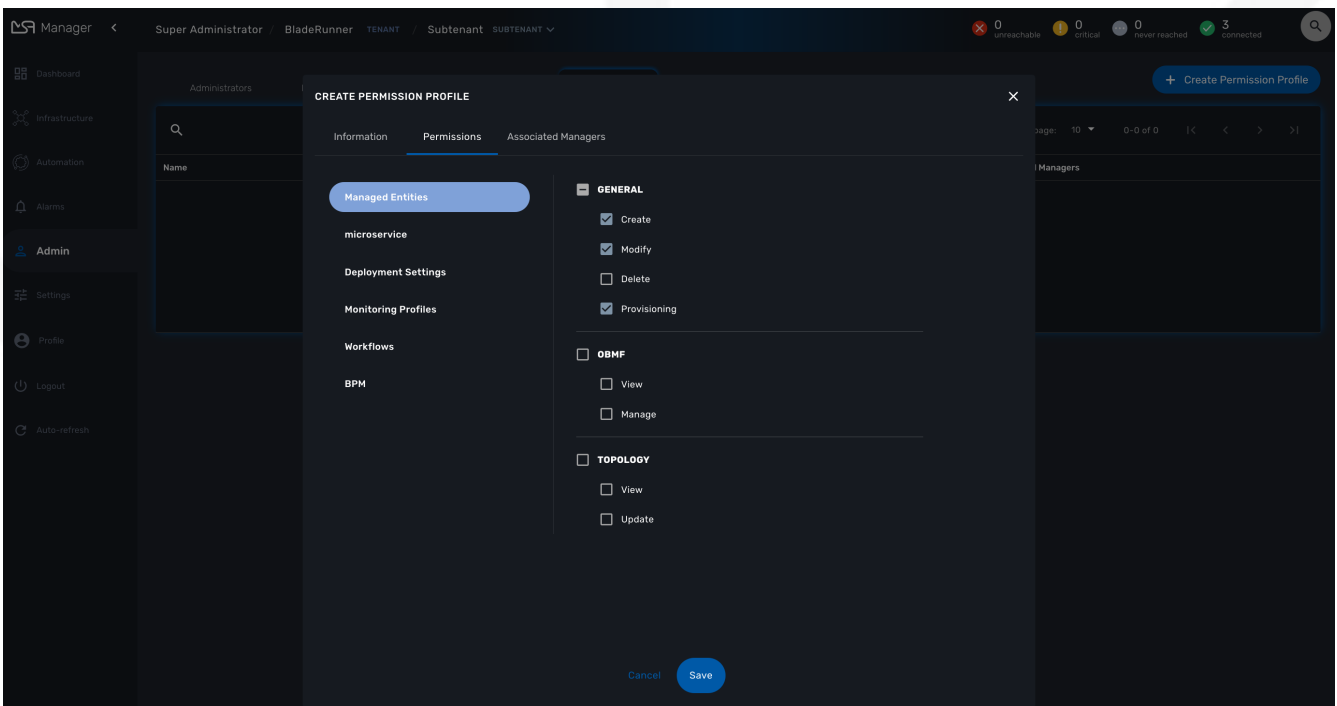 MSA Manager
Super Administrator / BladeRunner TENANT / Subtenant SUBTENANT
0 unreachable
0 critical
0 never reached
3 connected
Dashboard
Infrastructure
Automation
Alarms
Admin
Settings
Profile
Logout
Auto-refresh
Administrators
+ Create Permission Profile
page: 10 0-0 of 0
Name
Managers
CREATE PERMISSION PROFILE
Information Permissions Associated Managers
Managed Entities
microservice
Deployment Settings
Monitoring Profiles
Workflows
BPM
GENERAL
Create
Modify
Delete
Provisioning
OBMF
View
Manage
TOPOLOGY
View
Update
Cancel Save